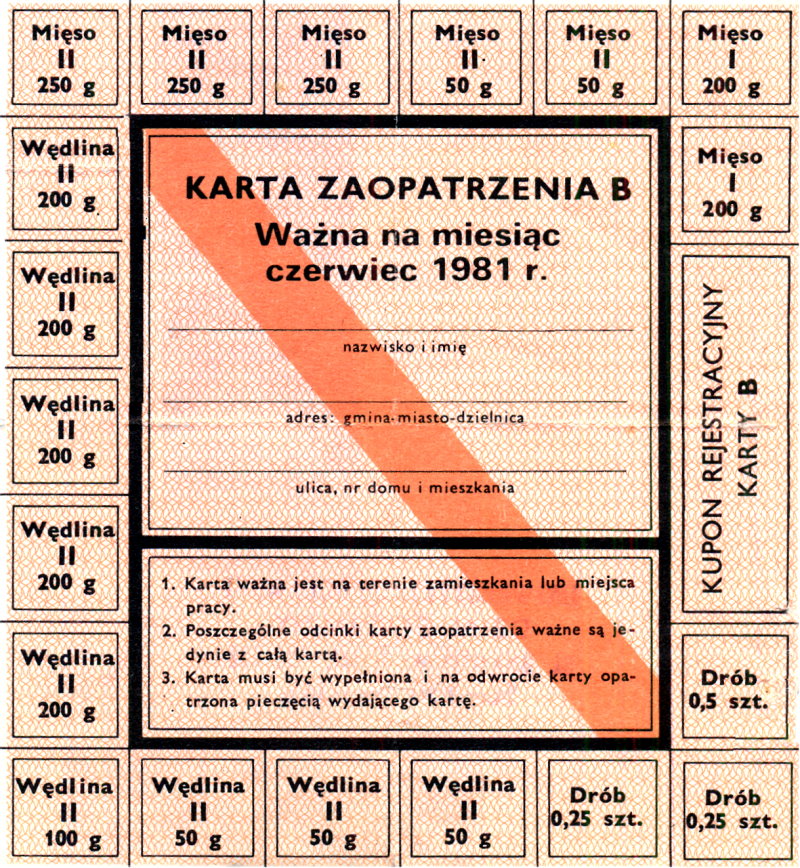 Mięso
II
250 g
Mięso
II
250 g
Mięso
II
250 g
Mięso
II
50 g
Mięso
II
50 g
Mięso
I
200 g
Wędlina
II
200 g
Mięso
I
200 g
KARTA ZAOPATRZENIA B
Ważna na miesiąc
czerwiec 1981 r.
nazwisko i imię
adres: gmina-miasto-dzielnica
ulica, nr domu i mieszkania
Wędlina
II
200 g
Wędlina
II
200 g
Wędlina
II
200 g
Wędlina
II
200 g
KUPON REJESTRACYJNY
KARTY B
1. Karta ważna jest na terenie zamieszkania lub miejsca
pracy.
2. Poszczególne odcinki karty zaopatrzenia ważne są je-
dynie z całą kartą.
3. Karta musi być wypełniona i na odwrocie karty opa-
trzona pieczęcią wydającego kartę.
Drób
0,5 szt.
Wędlina
II
100 g
Wędlina
II
50 g
Wędlina
II
50 g
Wędlina
II
50 g
Drób
0,25 szt.
Drób
0,25 szt.